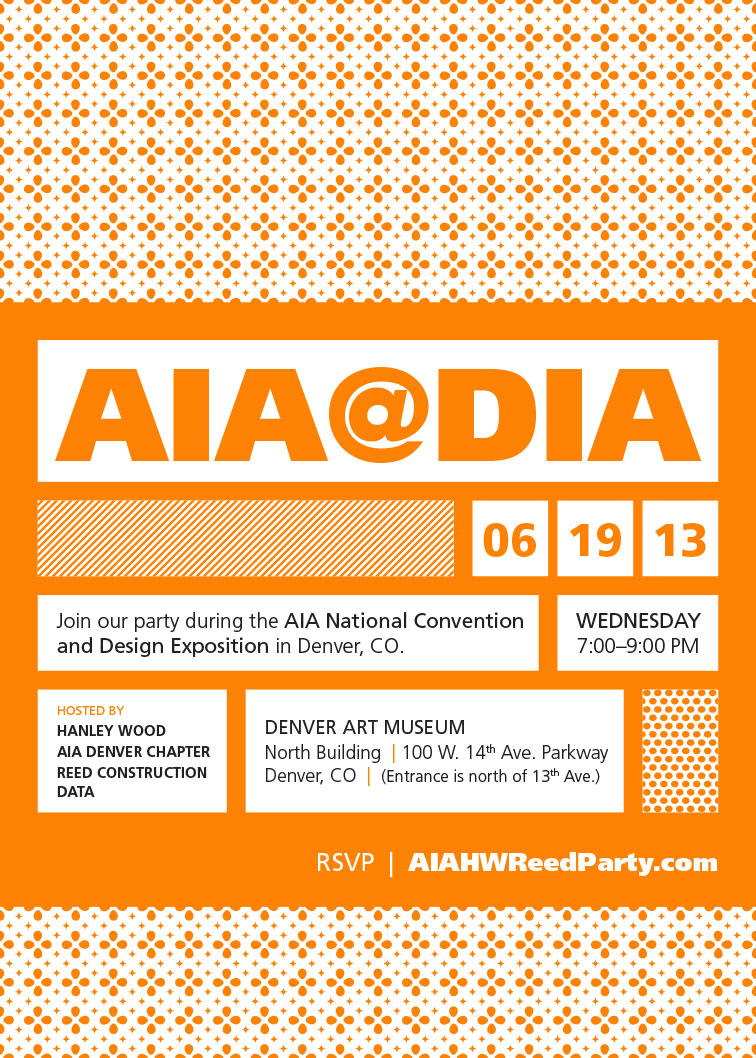 AIA@DIA
06 19 13
Join our party during the AIA National Convention
and Design Exposition in Denver, CO.
WEDNESDAY
7:00–9:00 PM
HOSTED BY
HANLEY WOOD
AIA DENVER CHAPTER
REED CONSTRUCTION
DATA
DENVER ART MUSEUM
North Building | 100 W. 14th Ave. Parkway
Denver, CO | (Entrance is north of 13th Ave.)
RSVP | AIAHWReedParty.com